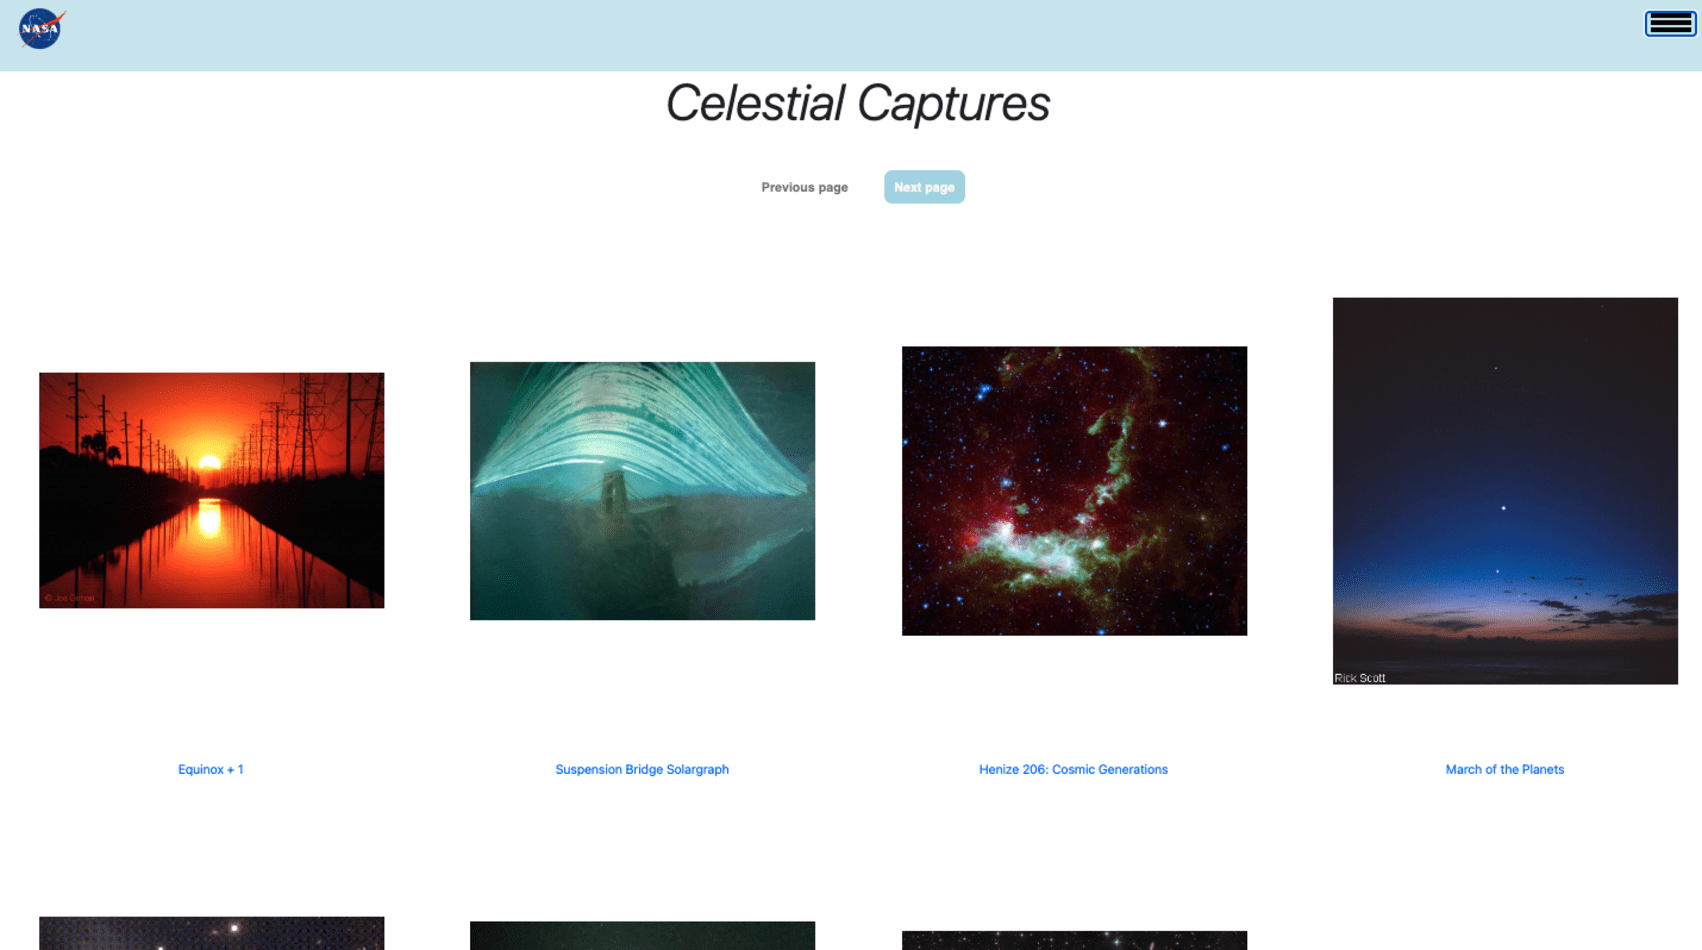 NASA
Celestial Captures
Previous page
Next page
© Joe Orman
Rick Scott
Equinox + 1
Suspension Bridge Solargraph
Henize 206: Cosmic Generations
March of the Planets